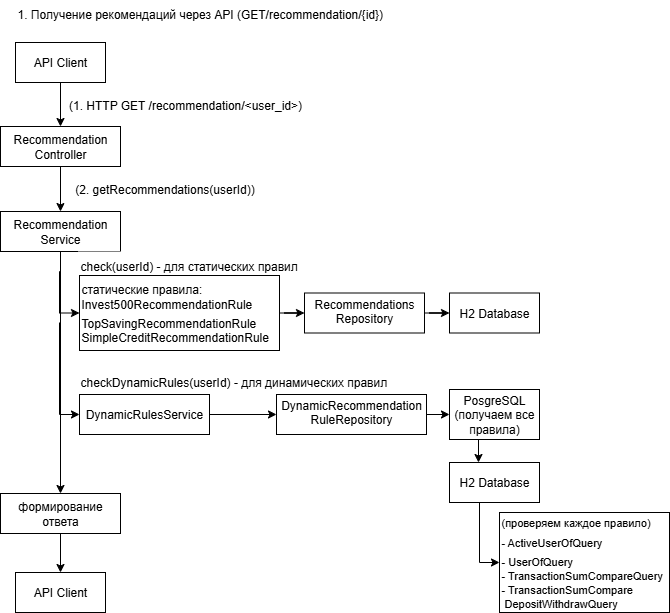 1. Получение рекомендаций через API (GET/recommendation/{id})
API Client
(1. HTTP GET /recommendation/<user_id>)
Recommendation
Controller
(2. getRecommendations(userId))
Recommendation
Service
check(userId) - для статических правил
статические правила:
Invest500RecommendationRule
TopSavingRecommendationRule
SimpleCreditRecommendationRule
Recommendations
Repository
H2 Database
checkDynamicRules(userId) - для динамических правил
DynamicRulesService
DynamicRecommendation
RuleRepository
PosgreSQL
(получаем все
правила)
H2 Database
формирование
ответа
(проверяем каждое правило)
- ActiveUserOfQuery
- UserOfQuery
- TransactionSumCompareQuery
- TransactionSumCompare
DepositWithdrawQuery
API Client